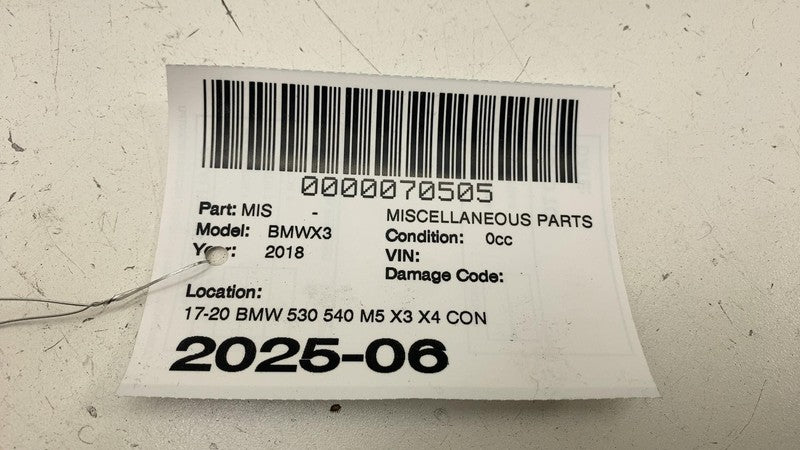 0000070505
Part: MIS - MISCELLANEOUS PARTS
Model: BMWX3 Condition: 0cc
Year: 2018 VIN:
Damage Code:
Location:
17-20 BMW 530 540 M5 X3 X4 CON
2025-06